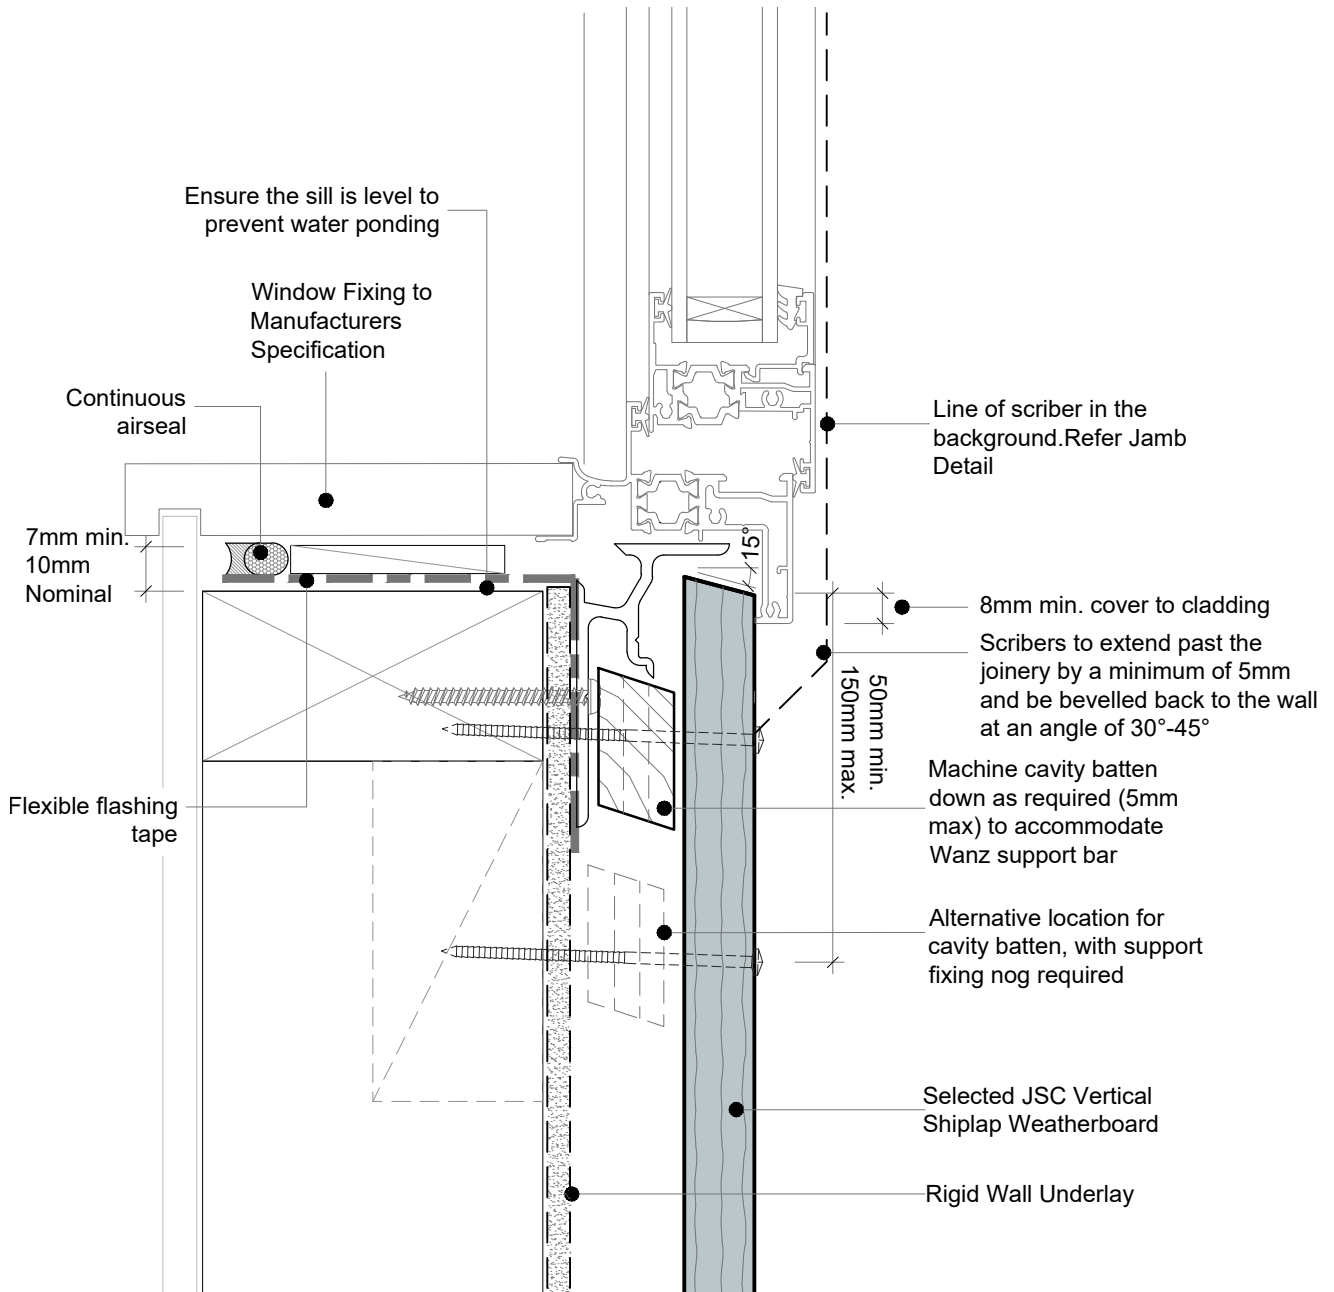 Ensure the sill is level to
prevent water ponding
Window Fixing to
Manufacturers
Specification
Continuous
airseal
Line of scriber in the
background.Refer Jamb
Detail
7mm min.
10mm
Nominal
15°
8mm min. cover to cladding
Scribers to extend past the
joinery by a minimum of 5mm
and be bevelled back to the wall
at an angle of 30°-45°
50mm min.
150mm max.
Machine cavity batten
down as required (5mm
max) to accommodate
Wanz support bar
Flexible flashing
tape
Alternative location for
cavity batten, with support
fixing nog required
Selected JSC Vertical
Shiplap Weatherboard
Rigid Wall Underlay